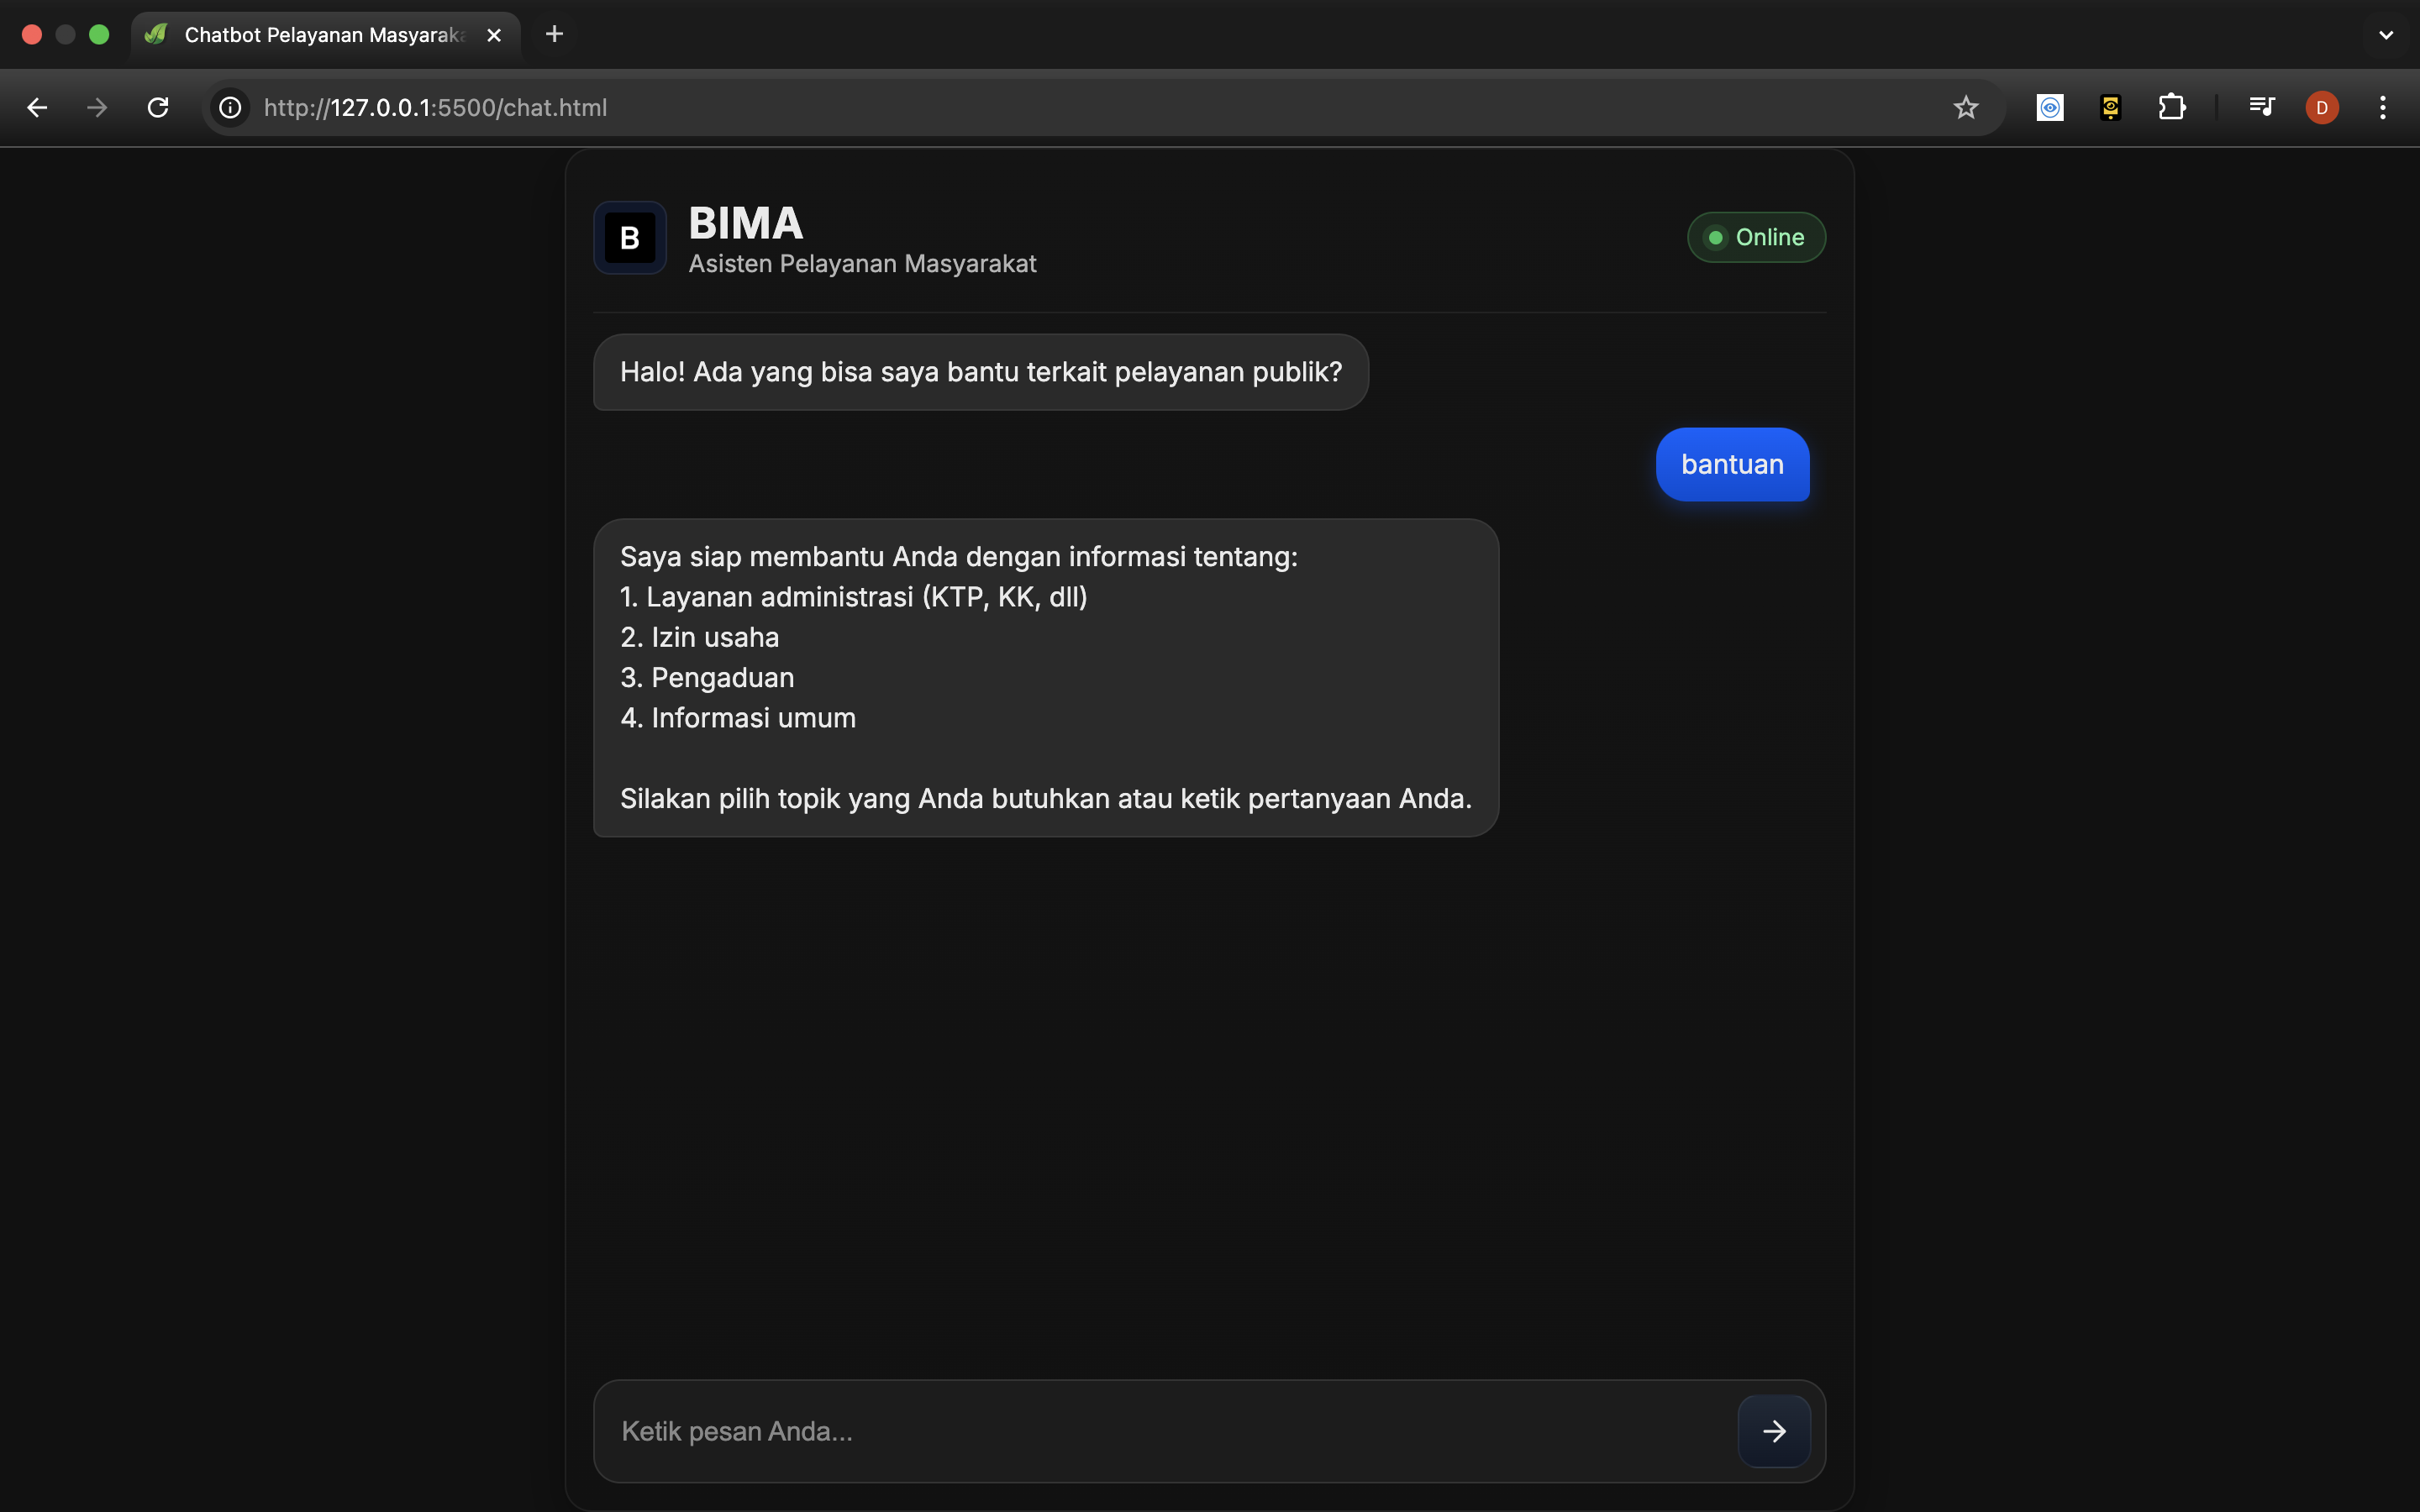 Chatbot Pelayanan Masyaraka
http://127.0.0.1:5500/chat.html
D
B
BIMA
Asisten Pelayanan Masyarakat
Online
Halo! Ada yang bisa saya bantu terkait pelayanan publik?
bantuan
Saya siap membantu Anda dengan informasi tentang:
1. Layanan administrasi (KTP, KK, dll)
2. Izin usaha
3. Pengaduan
4. Informasi umum
Silakan pilih topik yang Anda butuhkan atau ketik pertanyaan Anda.
Ketik pesan Anda...